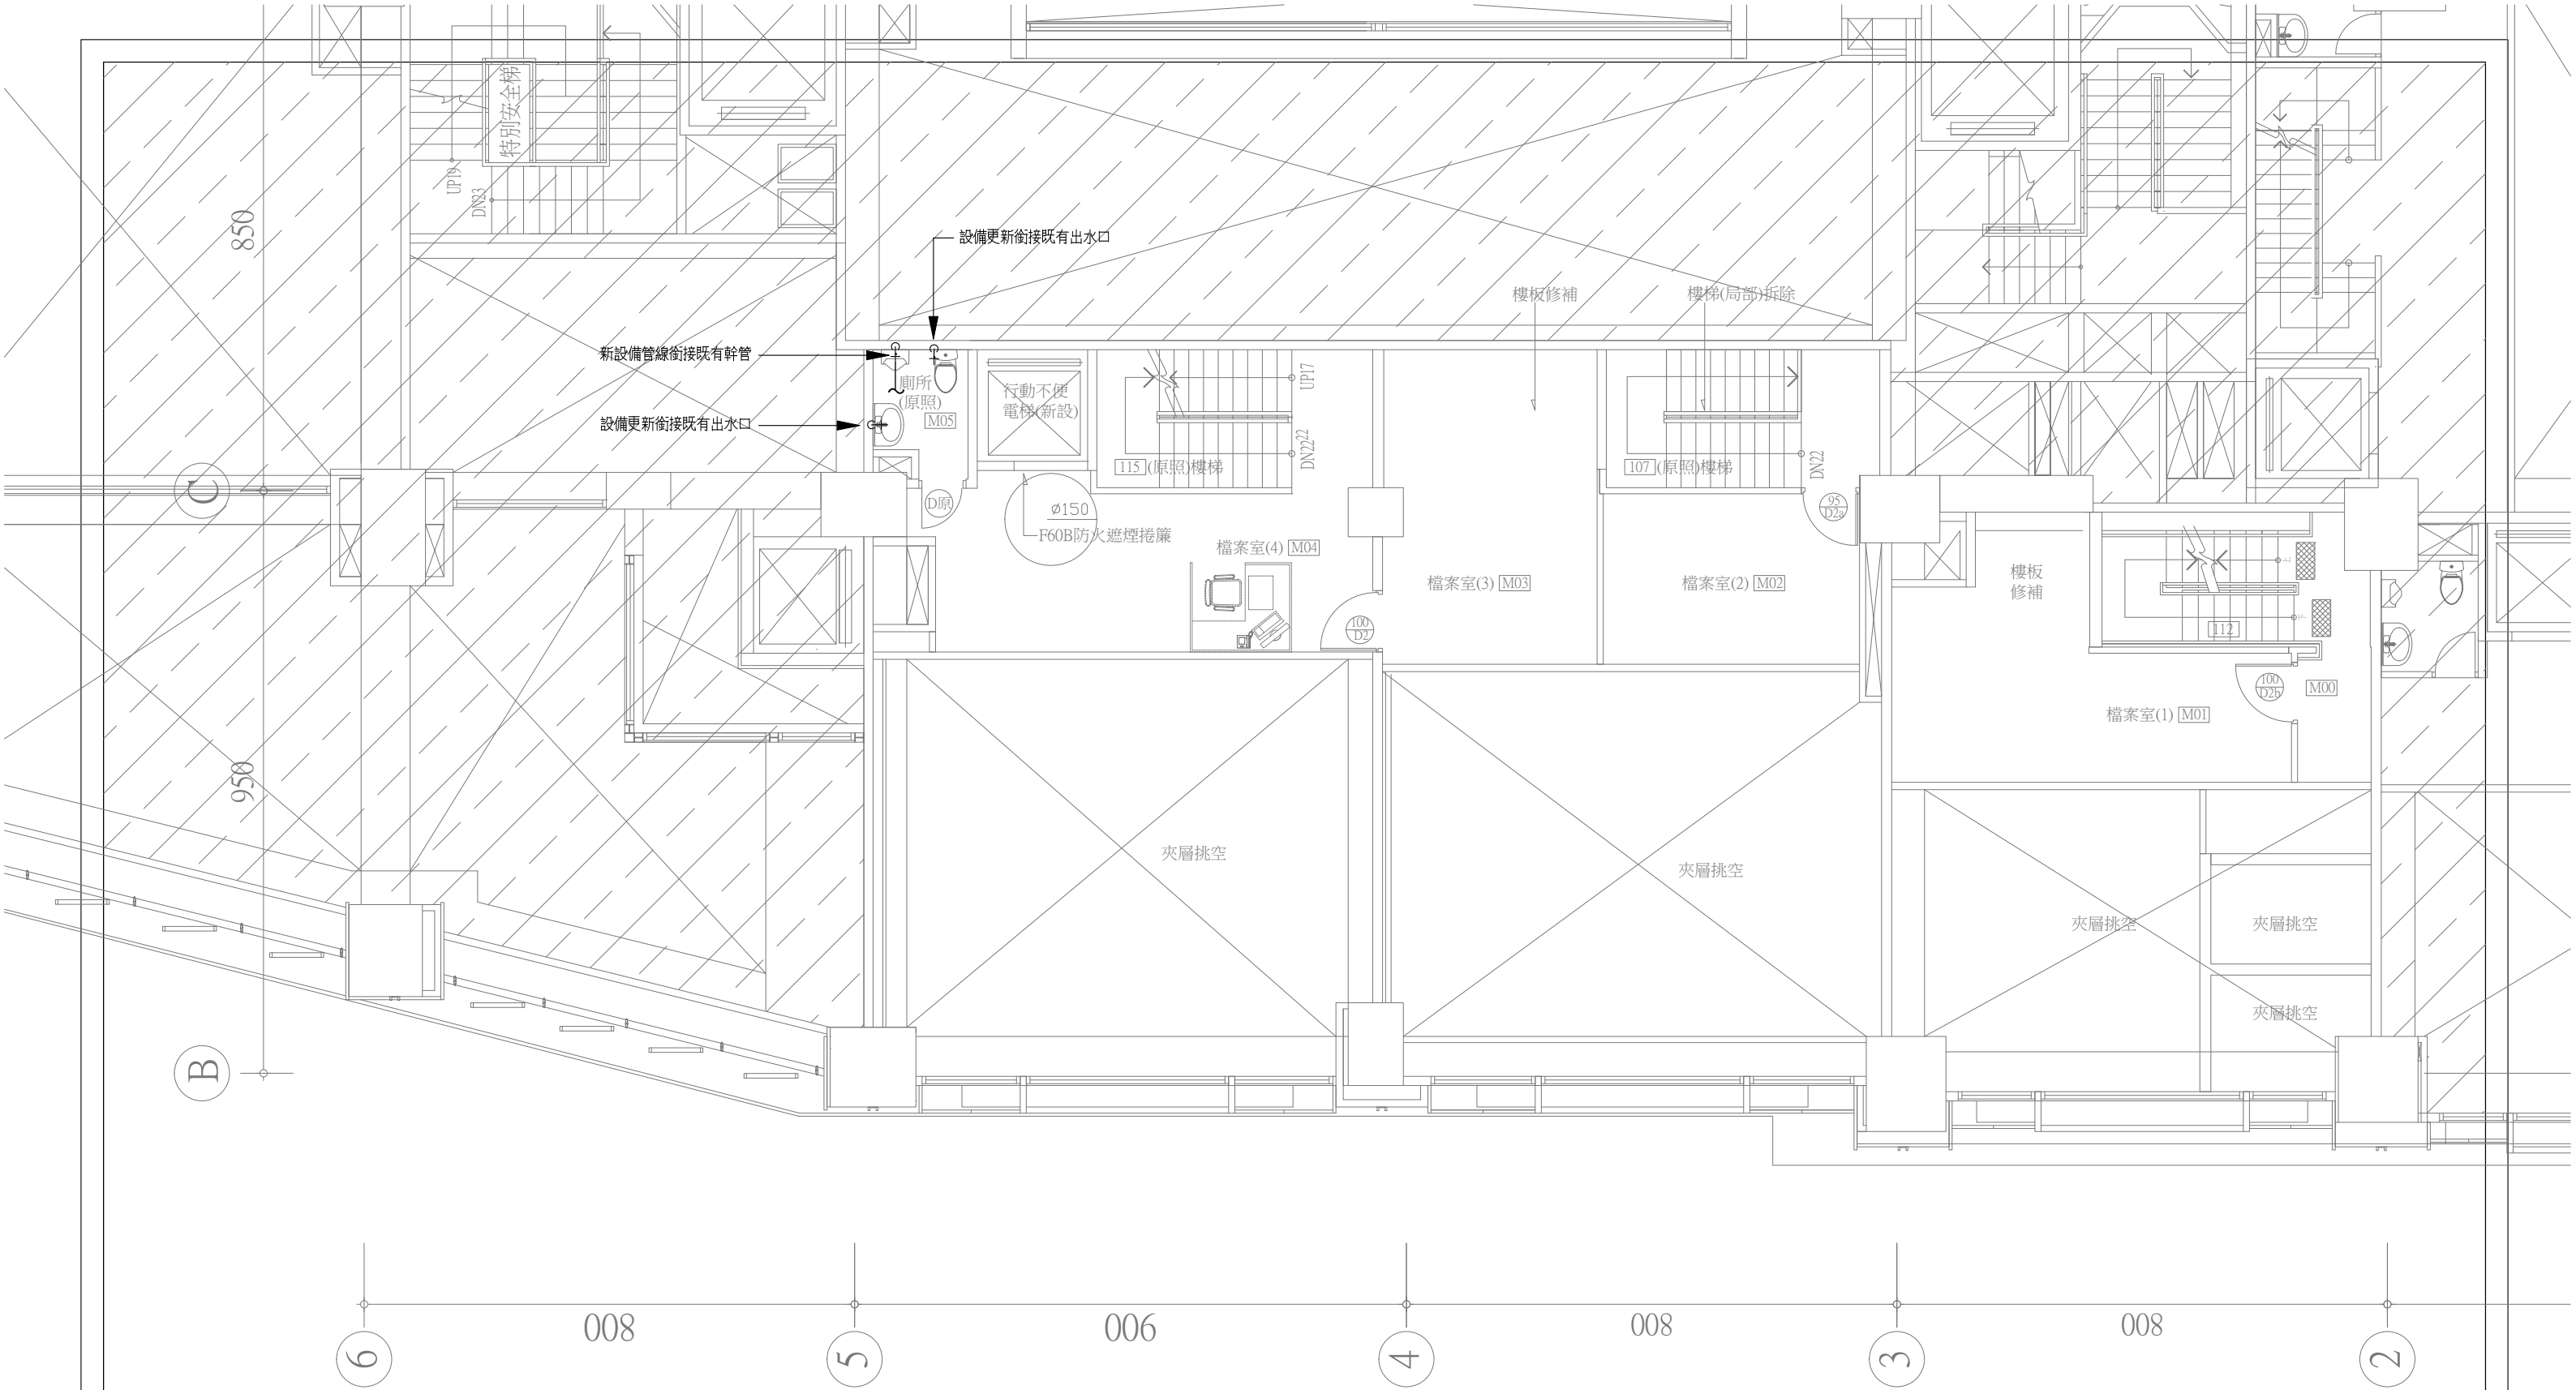 特別安全梯
UP19
DN23
850
設備更新銜接既有出水口
樓板修補
樓梯(局部)拆除
新設備管線銜接既有幹管
廁所
(原照)
M05
行動不便
電梯(新設)
UP17
DN22
22
設備更新銜接既有出水口
115 (原照)樓梯
107 (原照)樓梯
DN22
C
D原
ø150
F60B防火遮煙捲簾
95
D2a
檔案室(4) M04
檔案室(3) M03
檔案室(2) M02
樓板
修補
上
下
112
100
D2
100
D2b
M00
檔案室(1) M01
950
夾層挑空
夾層挑空
夾層挑空
夾層挑空
夾層挑空
B
800
900
800
800
6
5
4
3
2